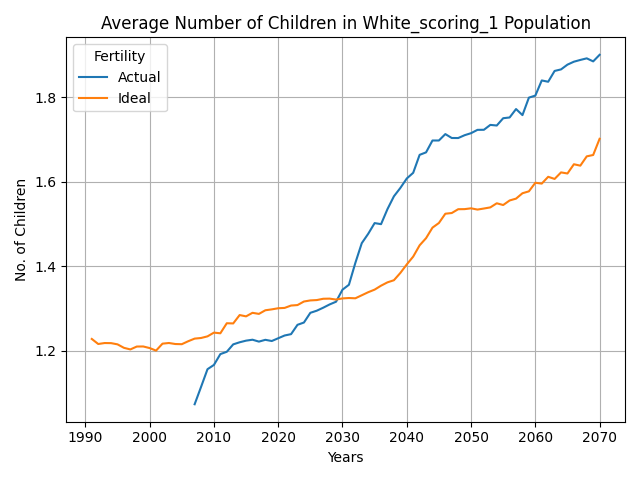 Average Number of Children in White_scoring_1 Population
Fertility
Actual
Ideal
No. of Children
1.8
1.6
1.4
1.2
1990 2000 2010 2020 2030 2040 2050 2060 2070
Years